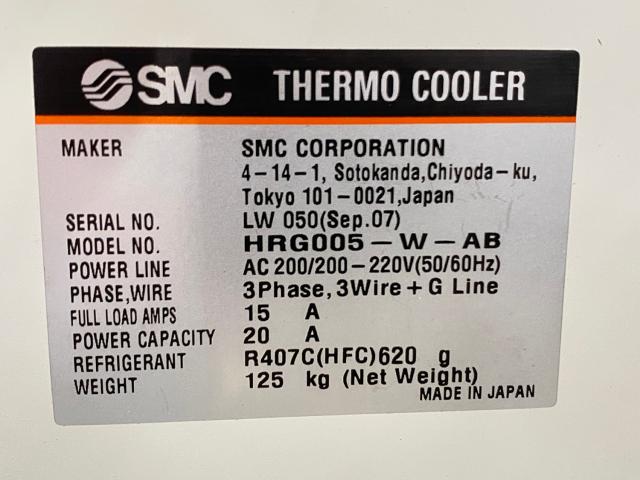 SMC THERMO COOLER
MAKER SMC CORPORATION
4-14-1, Sotokanda,Chiyoda-ku,
Tokyo 101-0021,Japan
SERIAL NO. LW 050(Sep.07)
MODEL NO. HRG005-W-AB
POWER LINE AC 200/200-220V(50/60Hz)
PHASE,WIRE 3Phase,3Wire+G Line
FULL LOAD AMPS 15 A
POWER CAPACITY 20 A
REFRIGERANT R407C(HFC)620 g
WEIGHT 125 kg (Net Weight)
MADE IN JAPAN